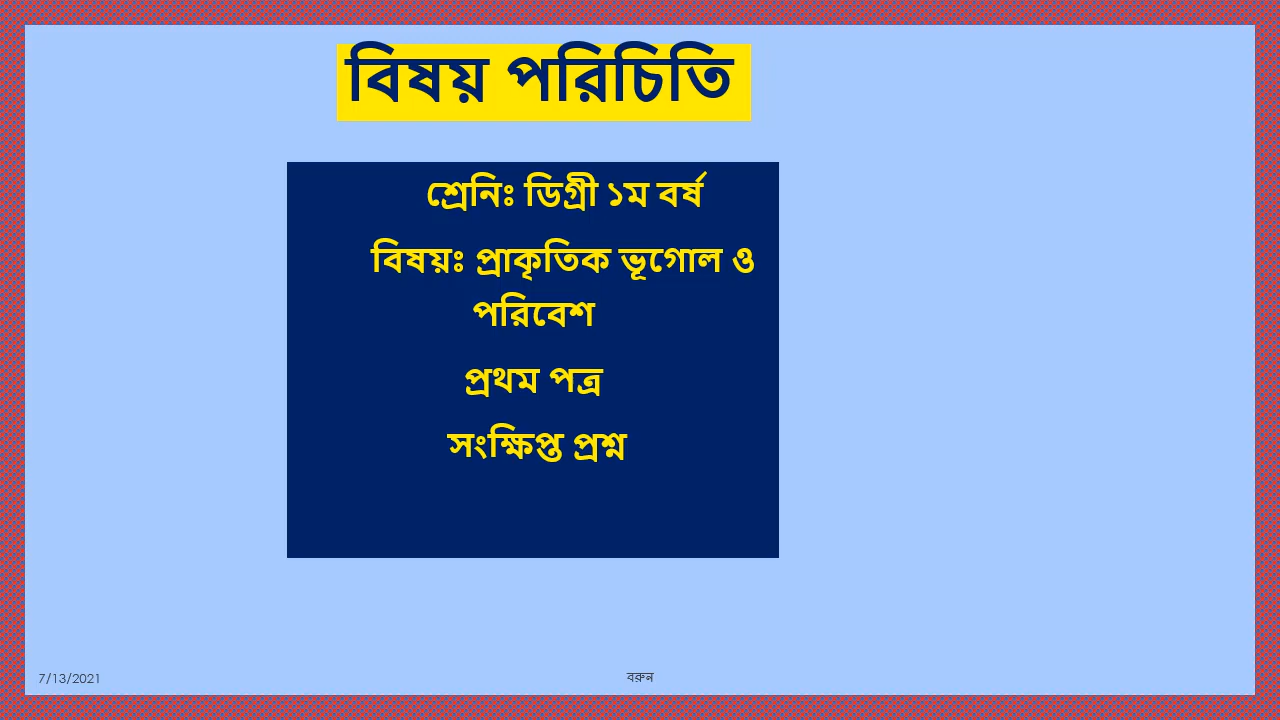 বিষয় পরিচিতি
শ্রেনিঃ ডিগ্রী ১ম বর্ষ
বিষয়ঃ প্রাকৃতিক ভূগোল ও
পরিবেশ
প্রথম পত্র
সংক্ষিপ্ত প্রশ্ন
7/13/2021
বরুন